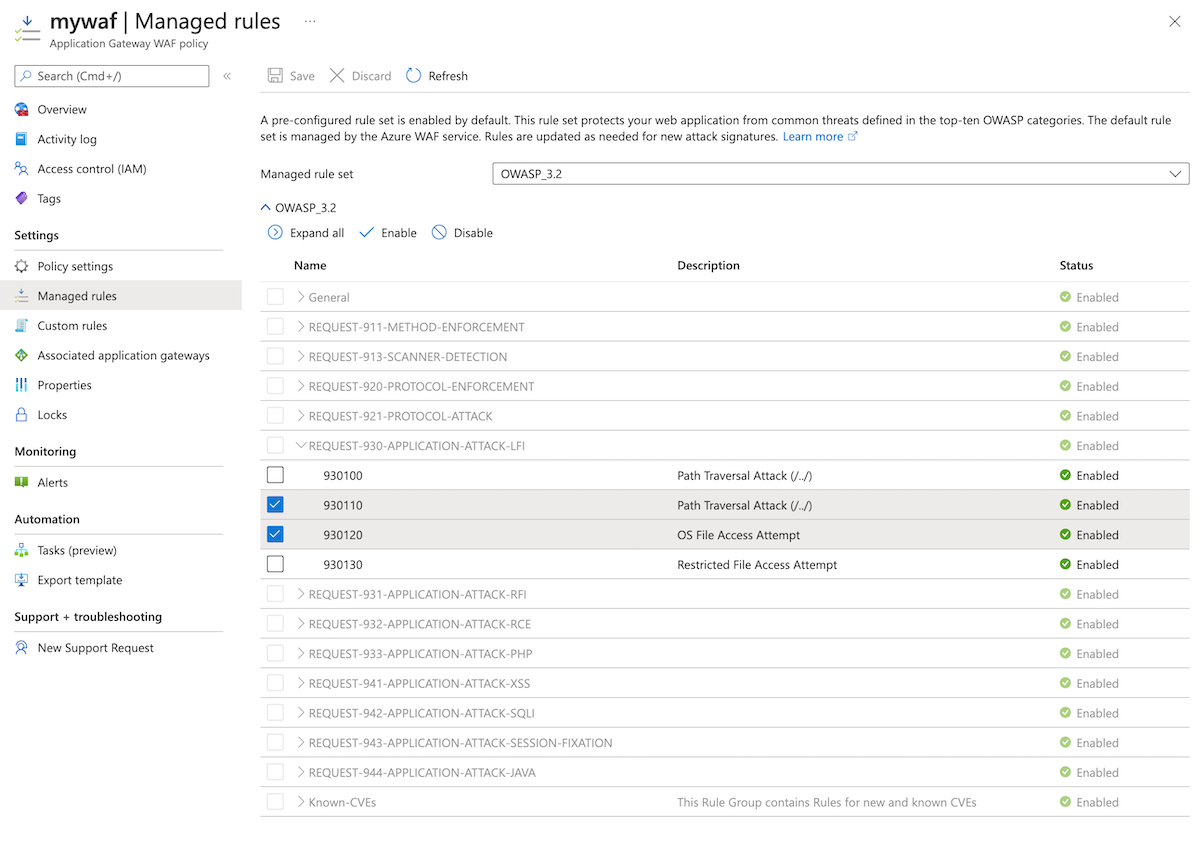 mywaf | Managed rules ...
Application Gateway WAF policy
Search (Cmd+/)
«
Overview
Activity log
Access control (IAM)
Tags
Settings
Policy settings
Managed rules
Custom rules
Associated application gateways
Properties
Locks
Monitoring
Alerts
Automation
Tasks (preview)
Export template
Support + troubleshooting
New Support Request
Save Discard Refresh
A pre-configured rule set is enabled by default. This rule set protects your web application from common threats defined in the top-ten OWASP categories. The default rule
set is managed by the Azure WAF service. Rules are updated as needed for new attack signatures. Learn more
Managed rule set OWASP_3.2
OWASP_3.2
Expand all Enable Disable
Name Description Status
General Enabled
REQUEST-911-METHOD-ENFORCEMENT Enabled
REQUEST-913-SCANNER-DETECTION Enabled
REQUEST-920-PROTOCOL-ENFORCEMENT Enabled
REQUEST-921-PROTOCOL-ATTACK Enabled
REQUEST-930-APPLICATION-ATTACK-LFI Enabled
930100 Path Traversal Attack (/../) Enabled
930110 Path Traversal Attack (/../) Enabled
930120 OS File Access Attempt Enabled
930130 Restricted File Access Attempt Enabled
REQUEST-931-APPLICATION-ATTACK-RFI Enabled
REQUEST-932-APPLICATION-ATTACK-RCE Enabled
REQUEST-933-APPLICATION-ATTACK-PHP Enabled
REQUEST-941-APPLICATION-ATTACK-XSS Enabled
REQUEST-942-APPLICATION-ATTACK-SQLI Enabled
REQUEST-943-APPLICATION-ATTACK-SESSION-FIXATION Enabled
REQUEST-944-APPLICATION-ATTACK-JAVA Enabled
Known-CVEs This Rule Group contains Rules for new and known CVEs Enabled